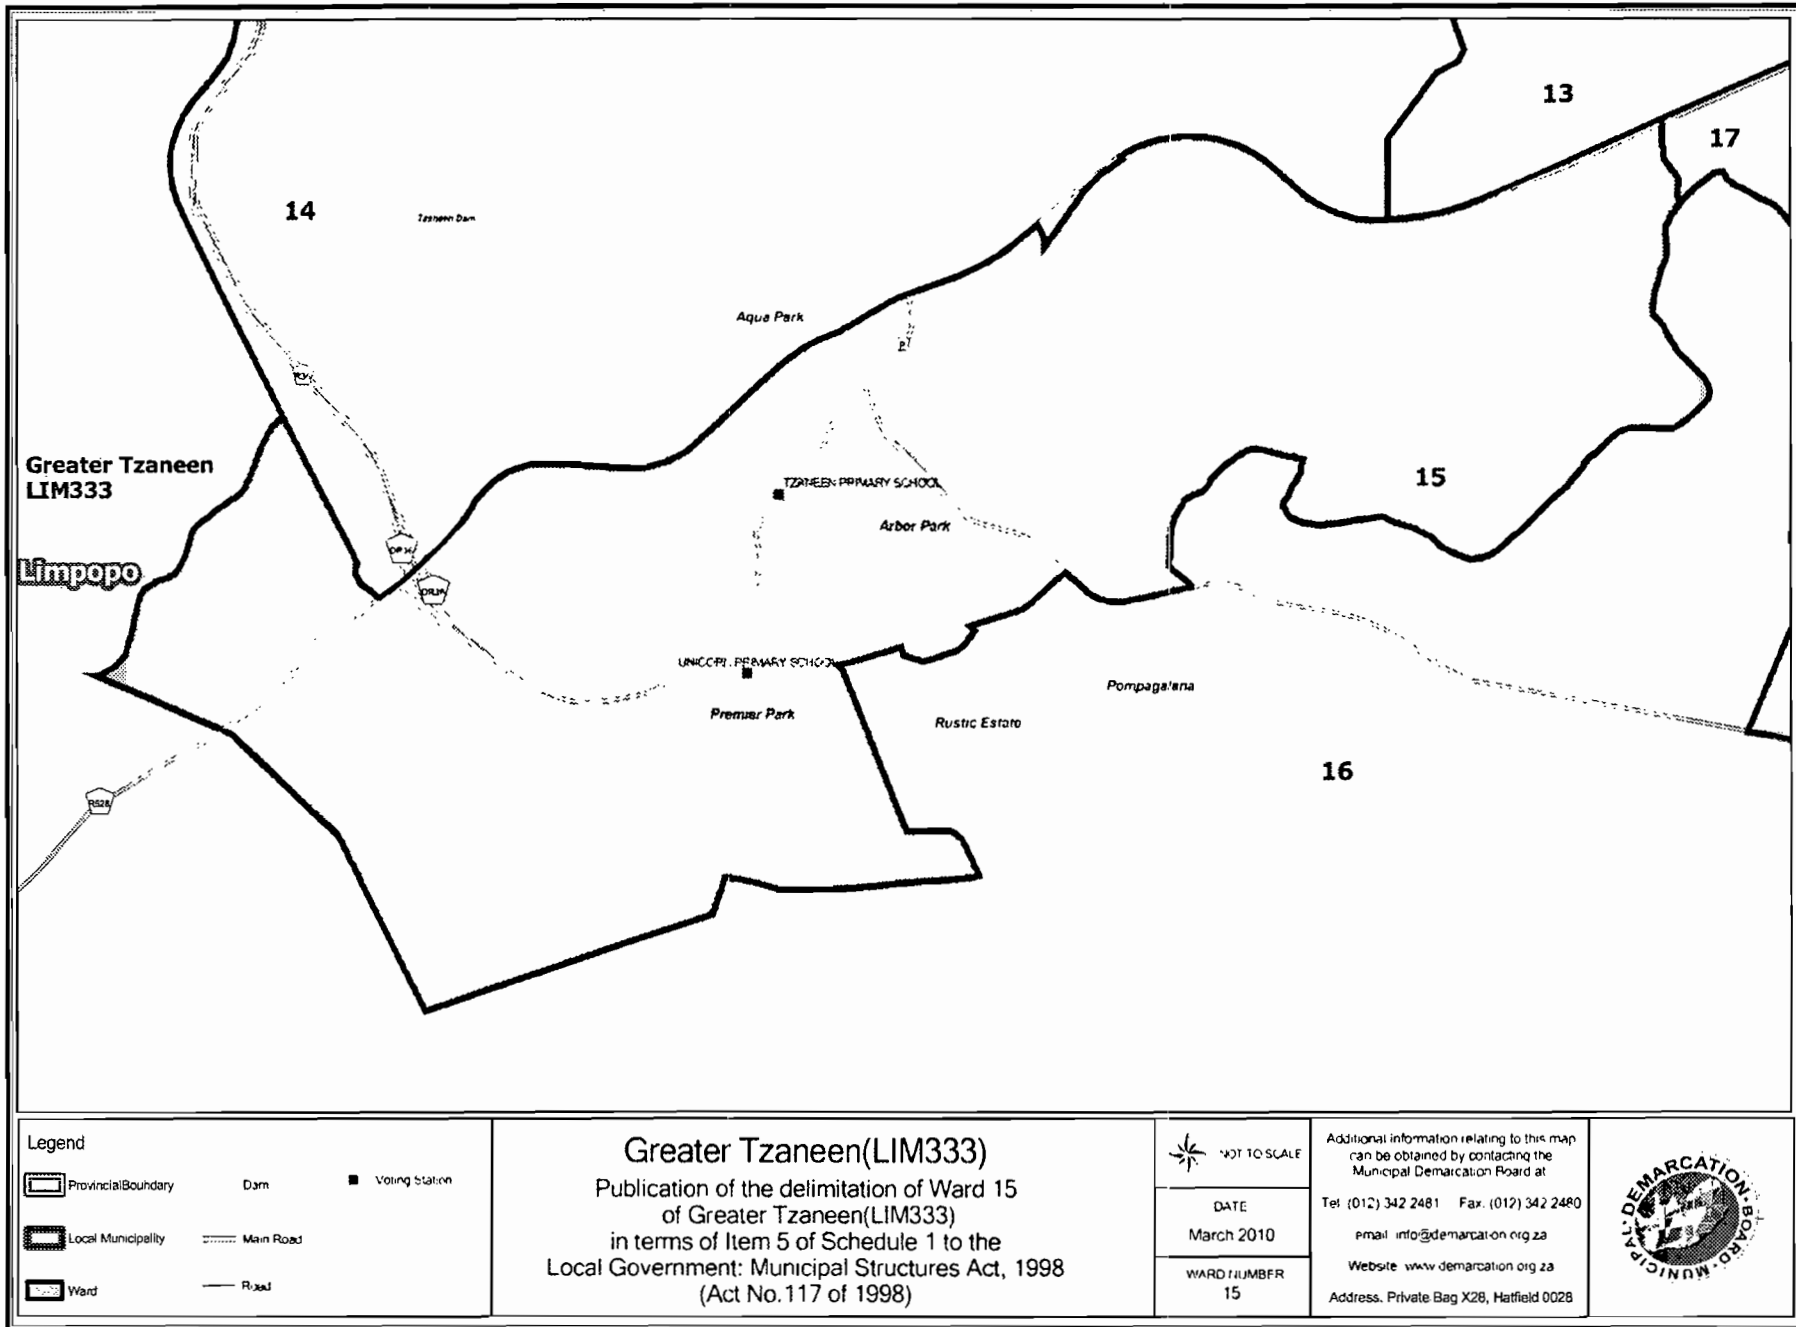 13
17
14
Tzaneen Dam
Aqua Park
Greater Tzaneen
LIM333
TZANEEN PRIMARY SCHOOL
15
Arbor Park
Limpopo
UNICORN PRIMARY SCHOOL
Pompagalana
Premier Park
Rustic Estate
16
R528
Legend
ProvincialBoundary
Local Municipality
Ward
Dam
Main Road
Road
Voting Station
Greater Tzaneen(LIM333)
Publication of the delimitation of Ward 15
of Greater Tzaneen(LIM333)
in terms of Item 5 of Schedule 1 to the
Local Government: Municipal Structures Act, 1998
(Act No.117 of 1998)
NOT TO SCALE
DATE
March 2010
WARD NUMBER
15
Additional information relating to this map
can be obtained by contacting the
Municipal Demarcation Board at
Tel (012) 342 2481 Fax. (012) 342 2480
email info@demarcation org za
Website www demarcation org za
Address. Private Bag X28, Hatfield 0028
MUNICIPAL DEMARCATION BOARD